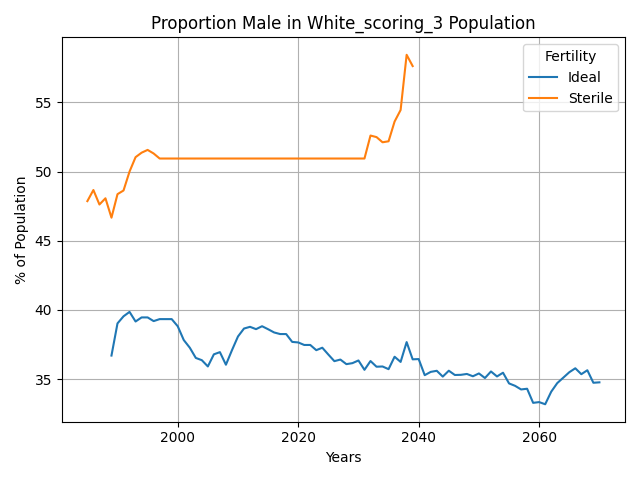 Proportion Male in White_scoring_3 Population
Fertility
Ideal
Sterile
% of Population
55
50
45
40
35
2000
2020
2040
2060
Years